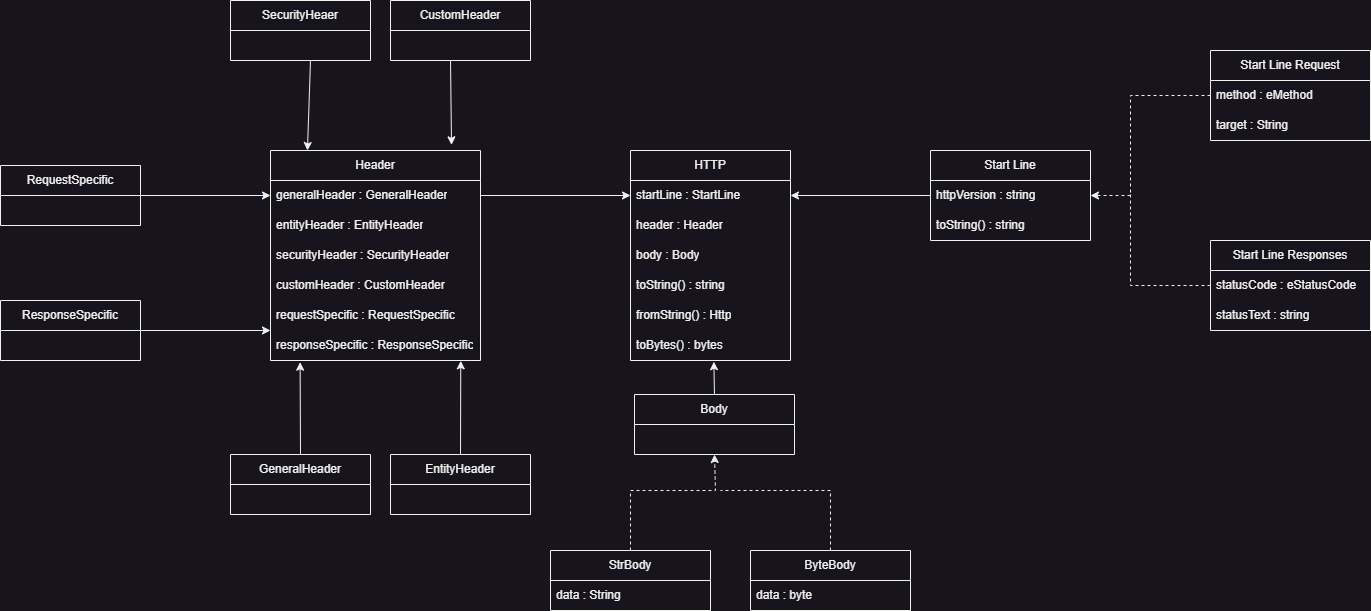 SecurityHeaer
CustomHeader
Start Line Request
method : eMethod
target : String
RequestSpecific
Header
generalHeader : GeneralHeader
entityHeader : EntityHeader
securityHeader : SecurityHeader
customHeader : CustomHeader
requestSpecific : RequestSpecific
responseSpecific : ResponseSpecific
HTTP
startLine : StartLine
header : Header
body : Body
toString() : string
fromString() : Http
toBytes() : bytes
Start Line
httpVersion : string
toString() : string
Start Line Responses
statusCode : eStatusCode
statusText : string
ResponseSpecific
Body
GeneralHeader
EntityHeader
StrBody
data : String
ByteBody
data : byte